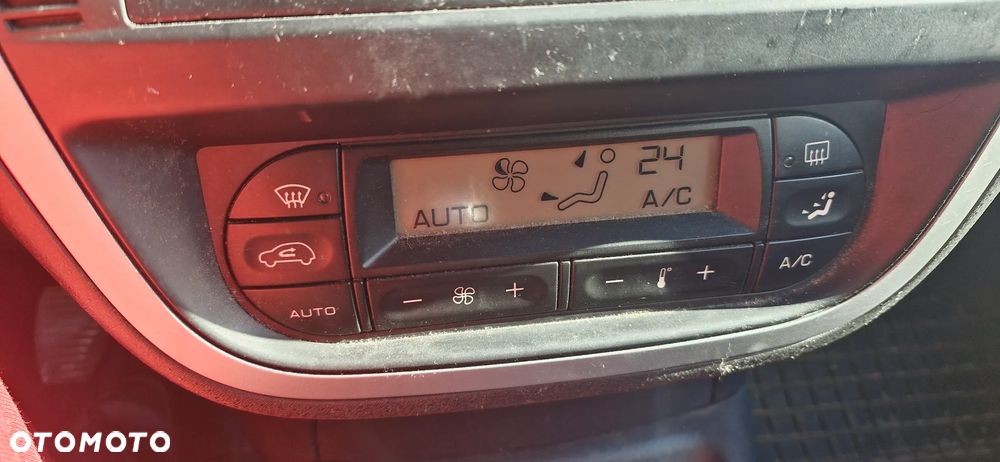 24
AUTO A/C
- + - + A/C
AUTO
OTOMOTO